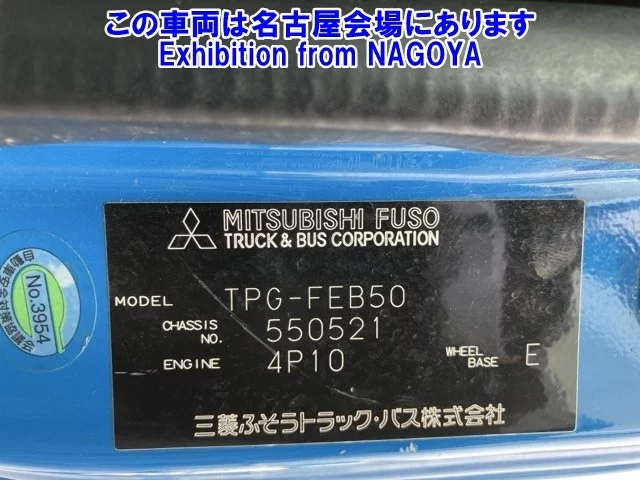 この車両は名古屋会場にあります
Exhibition from NAGOYA
MITSUBISHI FUSO
TRUCK & BUS CORPORATION
MODEL TPG-FEB50
CHASSIS NO. 550521
ENGINE 4P10 WHEEL BASE E
三菱ふそうトラック・バス株式会社
No.3954